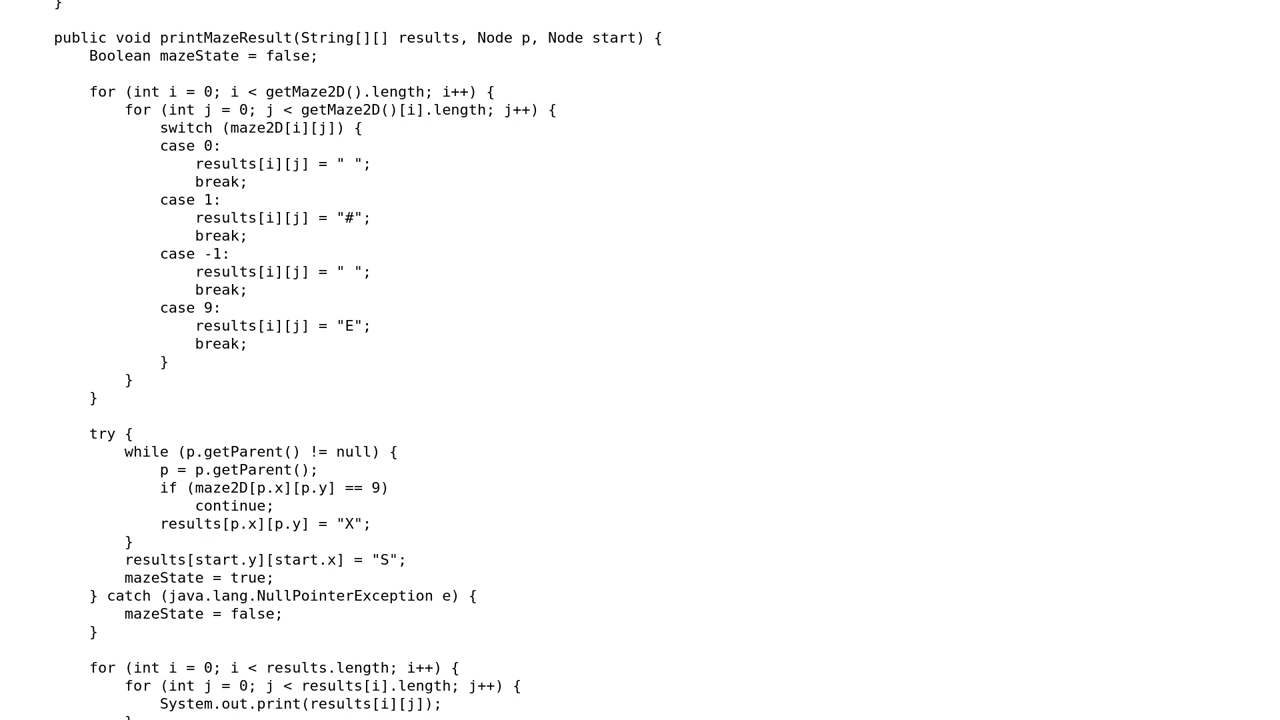 }
public void printMazeResult(String[][] results, Node p, Node start) {
Boolean mazeState = false;
for (int i = 0; i < getMaze2D().length; i++) {
for (int j = 0; j < getMaze2D()[i].length; j++) {
switch (maze2D[i][j]) {
case 0:
results[i][j] = " ";
break;
case 1:
results[i][j] = "#";
break;
case -1:
results[i][j] = " ";
break;
case 9:
results[i][j] = "E";
break;
}
}
}
try {
while (p.getParent() != null) {
p = p.getParent();
if (maze2D[p.x][p.y] == 9)
continue;
results[p.x][p.y] = "X";
}
results[start.y][start.x] = "S";
mazeState = true;
} catch (java.lang.NullPointerException e) {
mazeState = false;
}
for (int i = 0; i < results.length; i++) {
for (int j = 0; j < results[i].length; j++) {
System.out.print(results[i][j]);
}